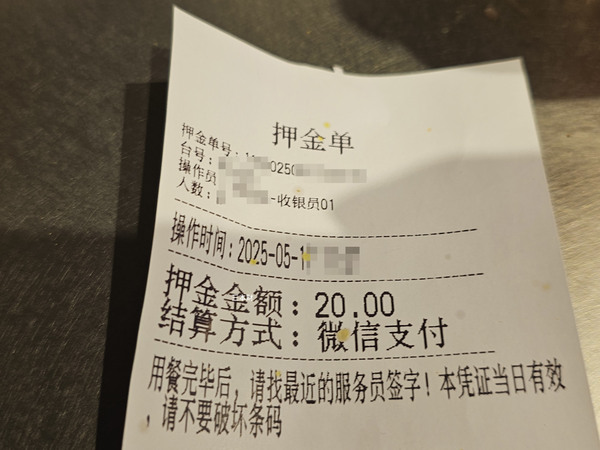 押金单
押金单号：
台号：
操作员
人数： -收银员01
操作时间：2025-05-1
押金金额：20.00
结算方式：微信支付
用餐完毕后，请找最近的服务员签字！本凭证当日有效
，请不要破坏条码